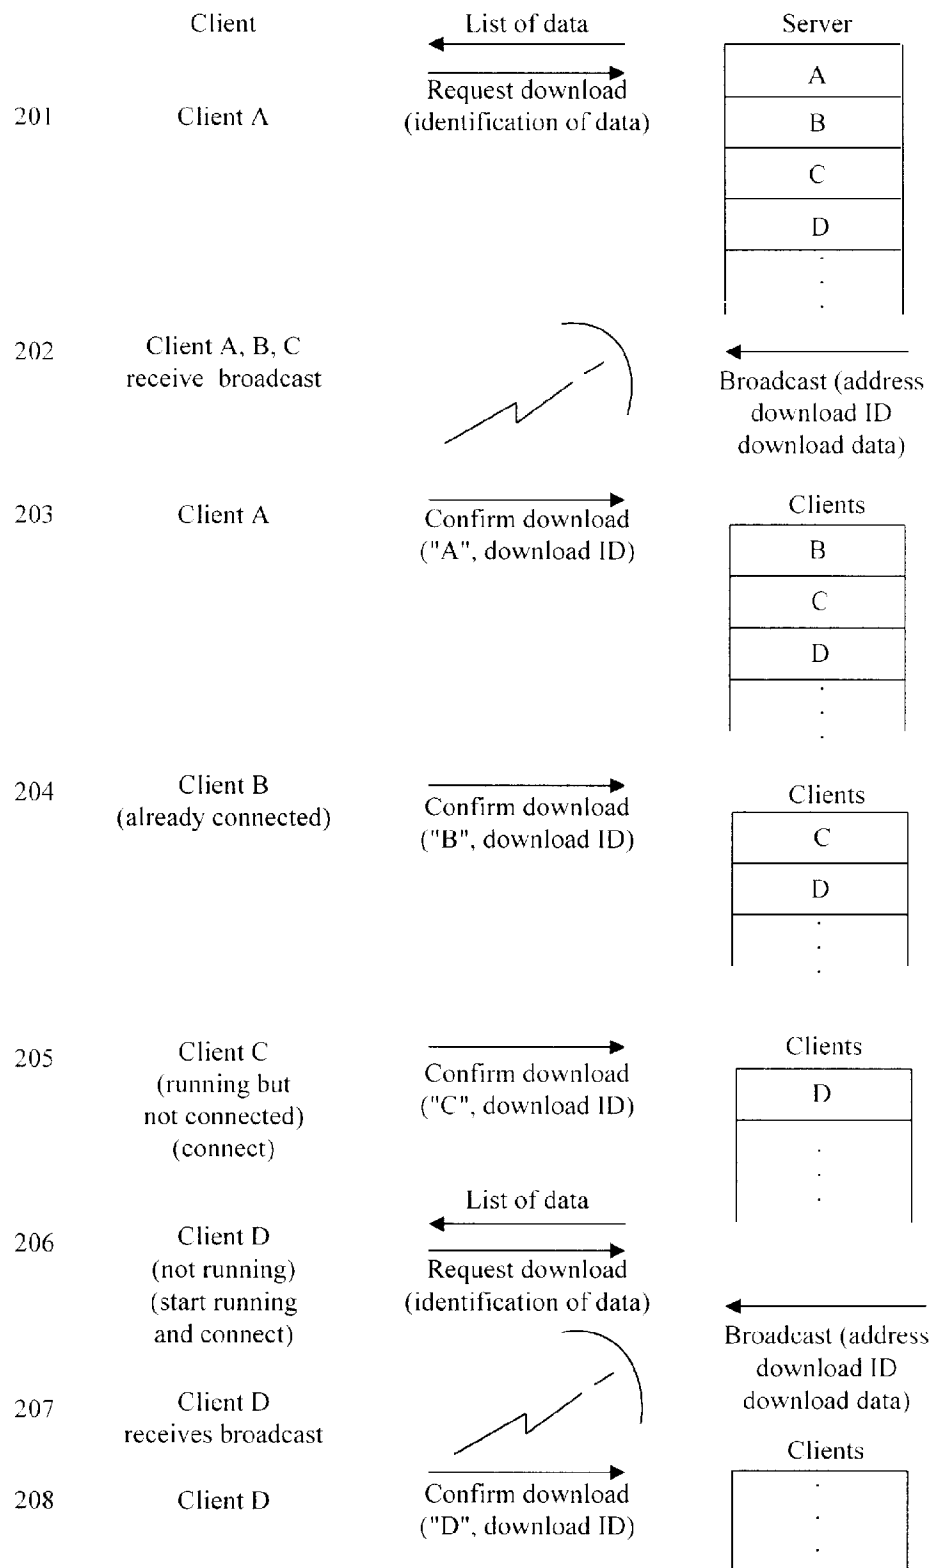 Client
List of data
Server
Request download
(identification of data)
201
Client A
A
B
C
D
202
Client A, B, C
receive broadcast
Broadcast (address
download ID
download data)
203
Client A
Confirm download
("A", download ID)
Clients
B
C
D
204
Client B
(already connected)
Confirm download
("B", download ID)
Clients
C
D
205
Client C
(running but
not connected)
(connect)
Confirm download
("C", download ID)
Clients
D
List of data
206
Client D
(not running)
(start running
and connect)
Request download
(identification of data)
Broadcast (address
download ID
download data)
207
Client D
receives broadcast
Clients
208
Client D
Confirm download
("D", download ID)